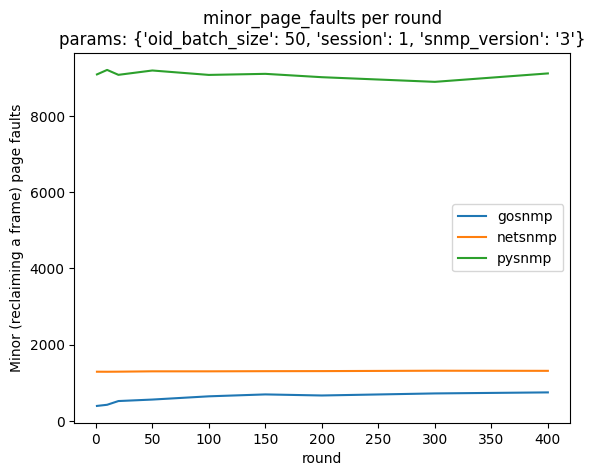 minor_page_faults per round
params: {'oid_batch_size': 50, 'session': 1, 'snmp_version': '3'}
Minor (reclaiming a frame) page faults
8000
6000
4000
2000
0
gosnmp
netsnmp
pysnmp
0 50 100 150 200 250 300 350 400
round